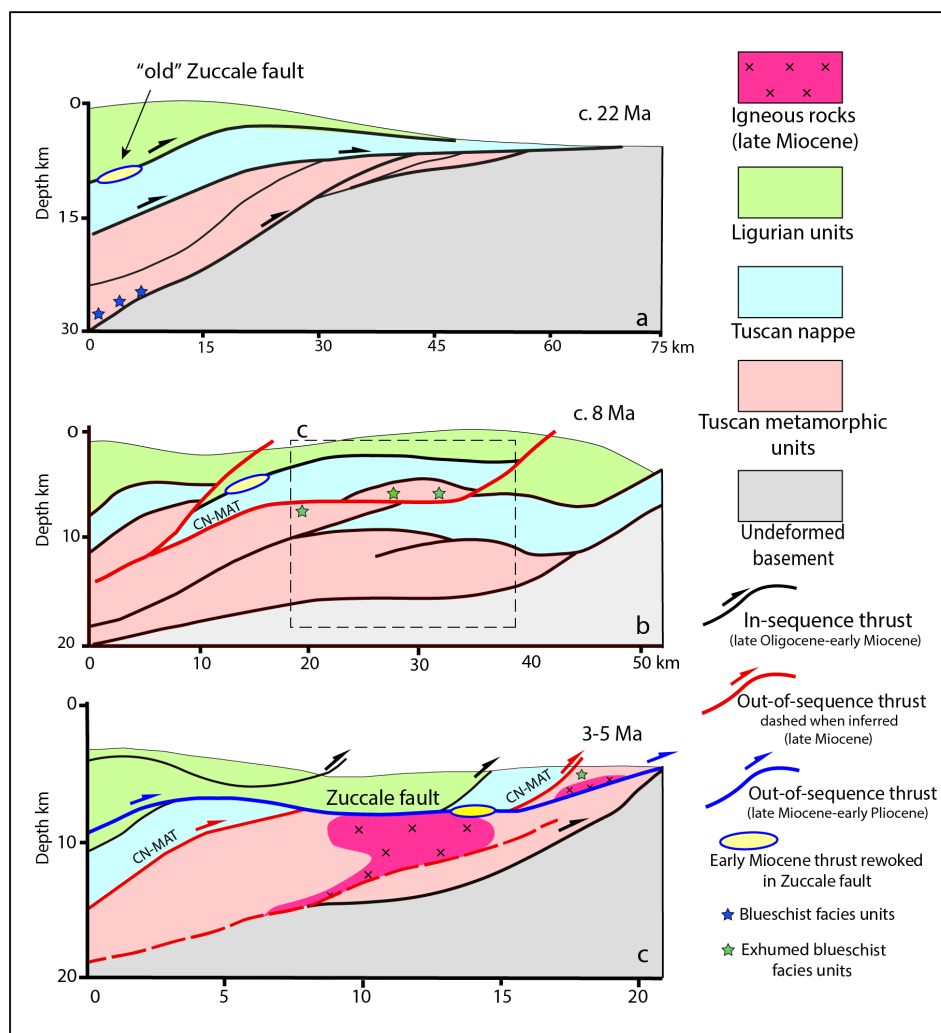 "old" Zuccale fault
c. 22 Ma
Depth km
0
15
30
0
15
30
45
60
75 km
a
c. 8 Ma
c
CN-MAT
Depth km
0
10
20
0
10
20
30
40
50 km
b
3-5 Ma
Zuccale fault
CN-MAT
CN-MAT
Depth km
0
10
20
0
5
10
15
20
c
Igneous rocks
(late Miocene)
Ligurian units
Tuscan nappe
Tuscan metamorphic
units
Undeformed
basement
In-sequence thrust
(late Oligocene-early Miocene)
Out-of-sequence thrust
dashed when inferred
(late Miocene)
Out-of-sequence thrust
(late Miocene-early Pliocene)
Early Miocene thrust rewoked
in Zuccale fault
Blueschist facies units
Exhumed blueschist
facies units